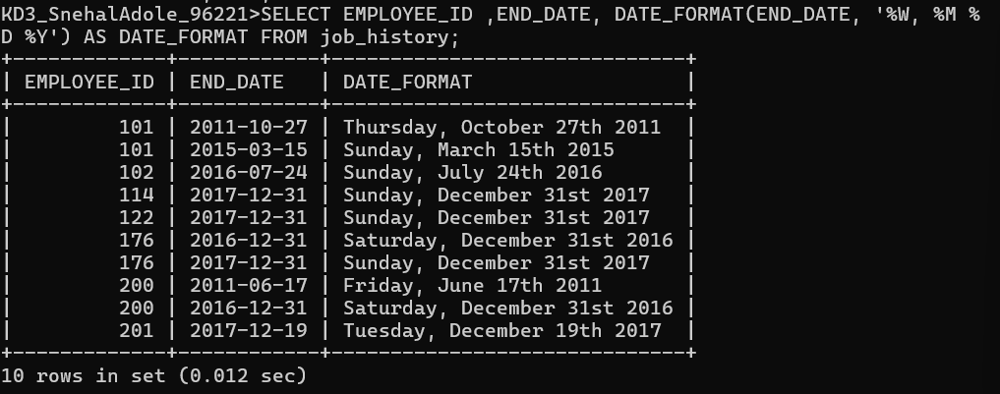 KD3_SnehalAdole_96221>SELECT EMPLOYEE_ID ,END_DATE, DATE_FORMAT(END_DATE, '%W, %M %
D %Y') AS DATE_FORMAT FROM job_history;
+-------------+------------+------------------------------+
| EMPLOYEE_ID | END_DATE   | DATE_FORMAT                  |
+-------------+------------+------------------------------+
|         101 | 2011-10-27 | Thursday, October 27th 2011  |
|         101 | 2015-03-15 | Sunday, March 15th 2015      |
|         102 | 2016-07-24 | Sunday, July 24th 2016       |
|         114 | 2017-12-31 | Sunday, December 31st 2017   |
|         122 | 2017-12-31 | Sunday, December 31st 2017   |
|         176 | 2016-12-31 | Saturday, December 31st 2016 |
|         176 | 2017-12-31 | Sunday, December 31st 2017   |
|         200 | 2011-06-17 | Friday, June 17th 2011       |
|         200 | 2016-12-31 | Saturday, December 31st 2016 |
|         201 | 2017-12-19 | Tuesday, December 19th 2017  |
+-------------+------------+------------------------------+
10 rows in set (0.012 sec)